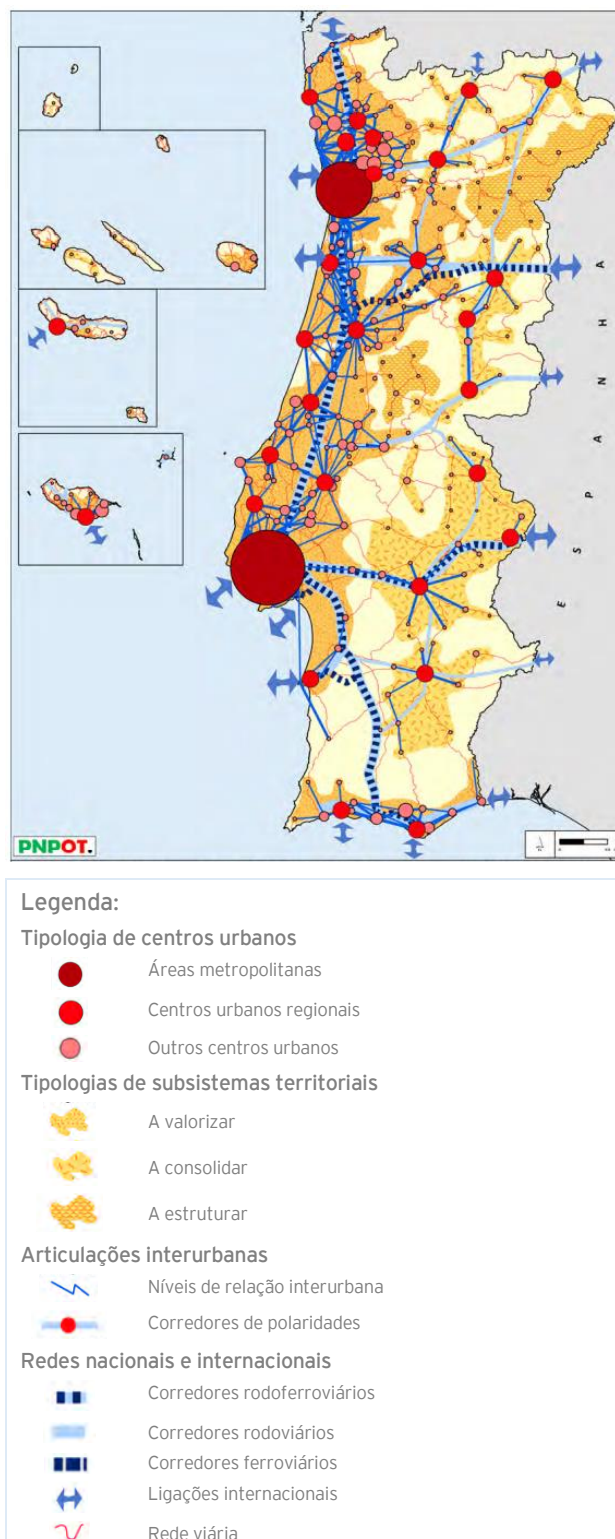 E S P A N H A
PNPOT.
Legenda:
Tipologia de centros urbanos
Áreas metropolitanas
Centros urbanos regionais
Outros centros urbanos
Tipologias de subsistemas territoriais
A valorizar
A consolidar
A estruturar
Articulações interurbanas
Níveis de relação interurbana
Corredores de polaridades
Redes nacionais e internacionais
Corredores rodoferroviários
Corredores rodoviários
Corredores ferroviários
Ligações internacionais
Rede viária